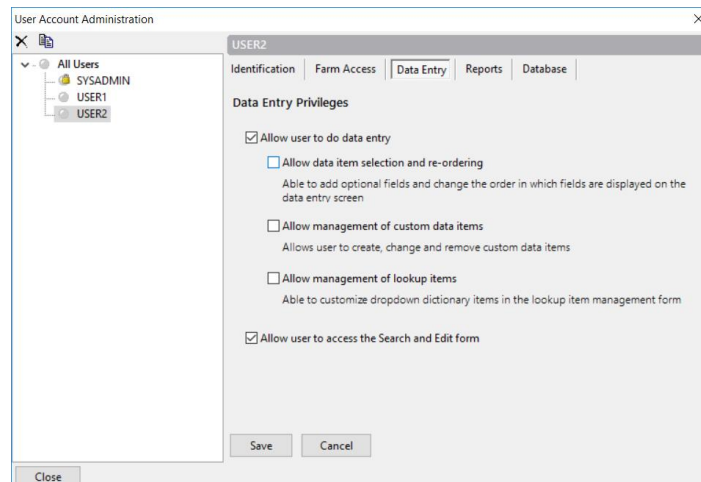 User Account Administration
All Users
SYSADMIN
USER1
USER2
USER2
Identification Farm Access Data Entry Reports Database
Data Entry Privileges
Allow user to do data entry
Allow data item selection and re-ordering
Able to add optional fields and change the order in which fields are displayed on the
data entry screen
Allow management of custom data items
Allows user to create, change and remove custom data items
Allow management of lookup items
Able to customize dropdown dictionary items in the lookup item management form
Allow user to access the Search and Edit form
Save Cancel
Close